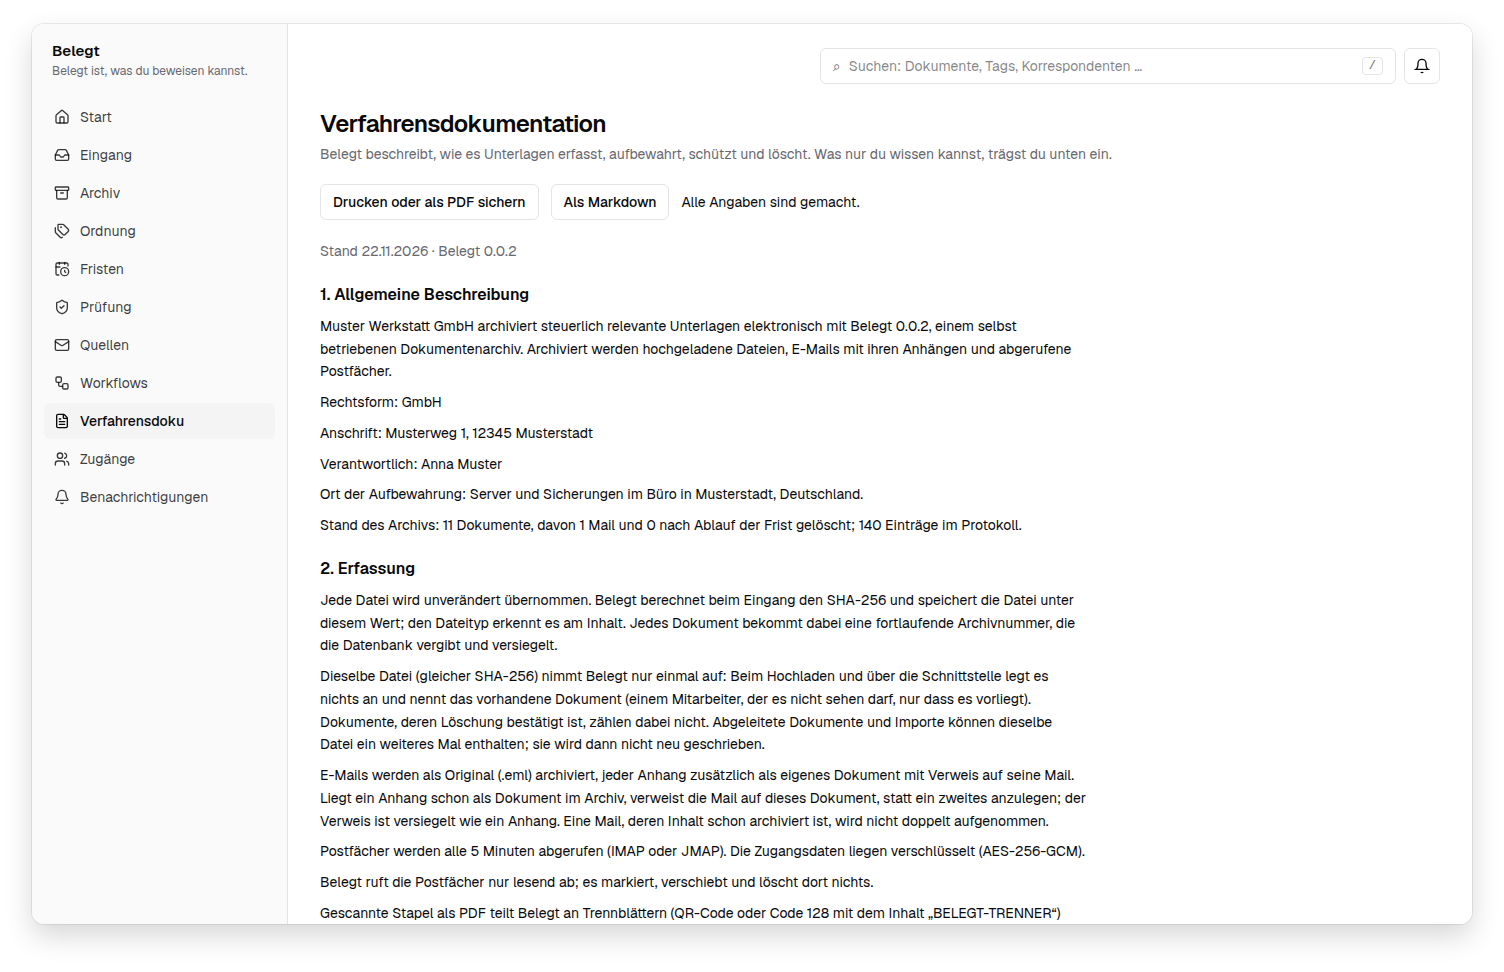 Belegt
Belegt ist, was du beweisen kannst.
Start
Eingang
Archiv
Ordnung
Fristen
Prüfung
Quellen
Workflows
Verfahrensdoku
Zugänge
Benachrichtigungen
Suchen: Dokumente, Tags, Korrespondenten …
/
Verfahrensdokumentation
Belegt beschreibt, wie es Unterlagen erfasst, aufbewahrt, schützt und löscht. Was nur du wissen kannst, trägst du unten ein.
Drucken oder als PDF sichern
Als Markdown
Alle Angaben sind gemacht.
Stand 22.11.2026 · Belegt 0.0.2
1. Allgemeine Beschreibung
Muster Werkstatt GmbH archiviert steuerlich relevante Unterlagen elektronisch mit Belegt 0.0.2, einem selbst
betriebenen Dokumentenarchiv. Archiviert werden hochgeladene Dateien, E-Mails mit ihren Anhängen und abgerufene
Postfächer.
Rechtsform: GmbH
Anschrift: Musterweg 1, 12345 Musterstadt
Verantwortlich: Anna Muster
Ort der Aufbewahrung: Server und Sicherungen im Büro in Musterstadt, Deutschland.
Stand des Archivs: 11 Dokumente, davon 1 Mail und 0 nach Ablauf der Frist gelöscht; 140 Einträge im Protokoll.
2. Erfassung
Jede Datei wird unverändert übernommen. Belegt berechnet beim Eingang den SHA-256 und speichert die Datei unter
diesem Wert; den Dateityp erkennt es am Inhalt. Jedes Dokument bekommt dabei eine fortlaufende Archivnummer, die
die Datenbank vergibt und versiegelt.
Dieselbe Datei (gleicher SHA-256) nimmt Belegt nur einmal auf: Beim Hochladen und über die Schnittstelle legt es
nichts an und nennt das vorhandene Dokument (einem Mitarbeiter, der es nicht sehen darf, nur dass es vorliegt).
Dokumente, deren Löschung bestätigt ist, zählen dabei nicht. Abgeleitete Dokumente und Importe können dieselbe
Datei ein weiteres Mal enthalten; sie wird dann nicht neu geschrieben.
E-Mails werden als Original (.eml) archiviert, jeder Anhang zusätzlich als eigenes Dokument mit Verweis auf seine Mail.
Liegt ein Anhang schon als Dokument im Archiv, verweist die Mail auf dieses Dokument, statt ein zweites anzulegen; der
Verweis ist versiegelt wie ein Anhang. Eine Mail, deren Inhalt schon archiviert ist, wird nicht doppelt aufgenommen.
Postfächer werden alle 5 Minuten abgerufen (IMAP oder JMAP). Die Zugangsdaten liegen verschlüsselt (AES-256-GCM).
Belegt ruft die Postfächer nur lesend ab; es markiert, verschiebt und löscht dort nichts.
Gescannte Stapel als PDF teilt Belegt an Trennblättern (QR-Code oder Code 128 mit dem Inhalt „BELEGT-TRENNER“)